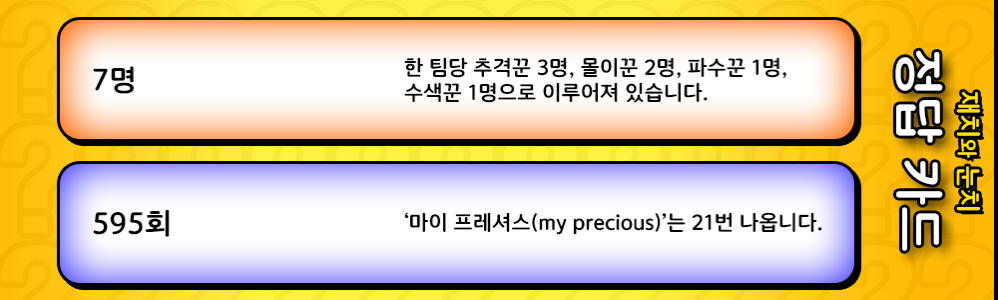 7명
한 팀당 추격꾼 3명, 몰이꾼 2명, 파수꾼 1명,
수색꾼 1명으로 이루어져 있습니다.
595회
‘마이 프레셔스(my precious)’는 21번 나옵니다.
재치와 눈치
정답 카드